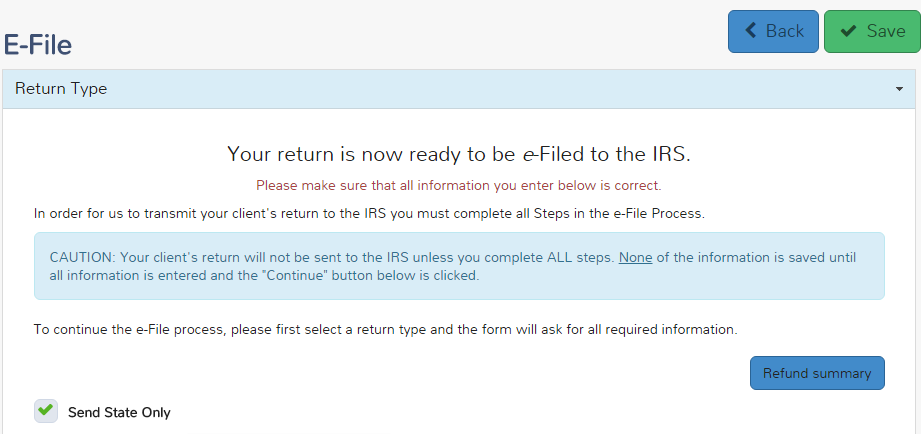 Back
Save
E-File
Return Type
Your return is now ready to be e-Filed to the IRS.
Please make sure that all information you enter below is correct.
In order for us to transmit your client's return to the IRS you must complete all Steps in the e-File Process.
CAUTION: Your client's return will not be sent to the IRS unless you complete ALL steps. None of the information is saved until
all information is entered and the "Continue" button below is clicked.
To continue the e-File process, please first select a return type and the form will ask for all required information.
Refund summary
Send State Only